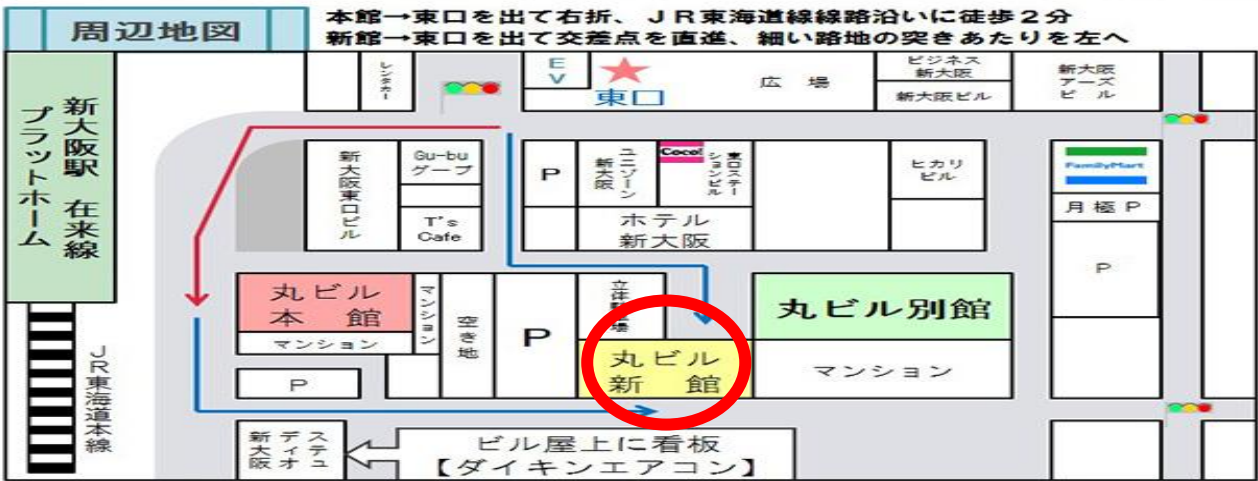 周辺地図
本館→東口を出て右折、ＪＲ東海道線線路沿いに徒歩２分
新館→東口を出て交差点を直進、細い路地の突きあたりを左へ
新大阪駅 在来線
プラットホーム
レンタカー
EV
東口
広 場
ビジネス
新大阪
新大阪ビル
新大阪
アーズ
ビ ル
新大阪東口ビル
Gu-bu
グープ
T's
Cafe
P
ユニゾーン
新大阪
Coco!
東口ステー
ションビル
ホテル
新大阪
ヒカリ
ビル
FamilyMart
月極P
P
丸ビル
本 館
マンション
マンション
空き地
P
立体駐車場
丸ビル
新 館
丸ビル別館
マンション
P
ＪＲ東海道本線
ステュ
ディオ
新大阪
ビル屋上に看板
【ダイキンエアコン】